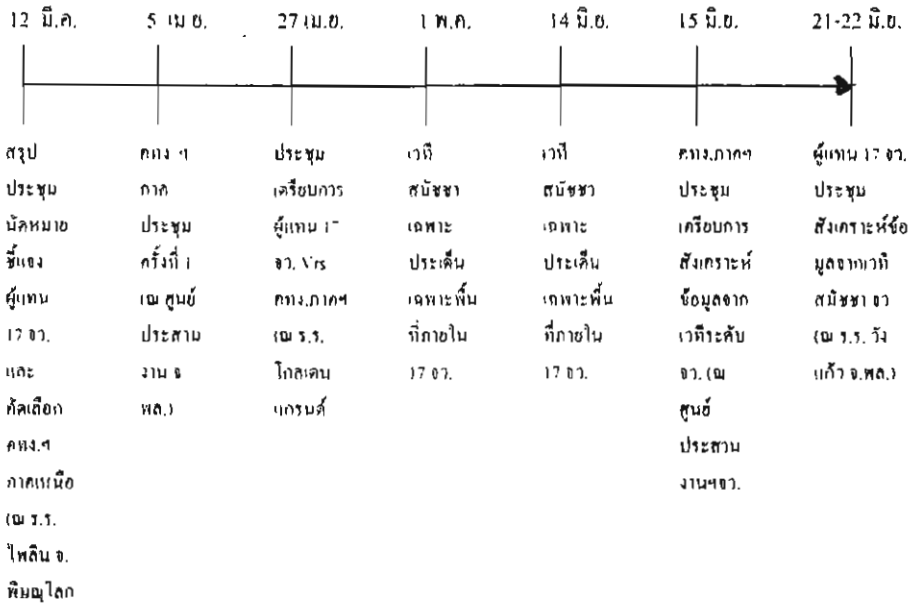 12 มี.ค.
5 เม ย.
27 เม.ย.
1 พ.ค.
14 มิ.ย.
15 มิ.ย.
21-22 มิ.ย.
สรุป
ประชุม
นัดหมาย
ชี้แจง
ผู้แทน
17 จว.
และ
คัดเลือก
คทง.ฯ
ภาคเหนือ
(ณ ร.ร.
ไพลิน จ.
พิษณุโลก
คทง ฯ
ภาค
ประชุม
ครั้งที่ 1
(ณ ศูนย์
ประสาน
งาน จ
พล.)
ประชุม
เตรียมการ
ผู้แทน
จว. Vrs
คทง.ภาคฯ
(ณ ร.ร.
โกลเดน
แกรนด์
เวที
สมัชชา
เฉพาะ
ประเด็น
เฉพาะพื้น
ที่ภายใน
17 จว.
เวที
สมัชชา
เฉพาะ
ประเด็น
เฉพาะพื้น
ที่ภายใน
17 จว.
คทง.ภาคฯ
ประชุม
เตรียมการ
สังเคราะห์
ข้อมูลจาก
เวทีระดับ
จว. (ณ
ศูนย์
ประสาน
งานฯจว.
ผู้แทน 17 จว.
ประชุม
สังเคราะห์ข้อ
มูลจากเวที
สมัชชา จว
(ณ ร.ร. วัง
แก้ว จ.พล.)